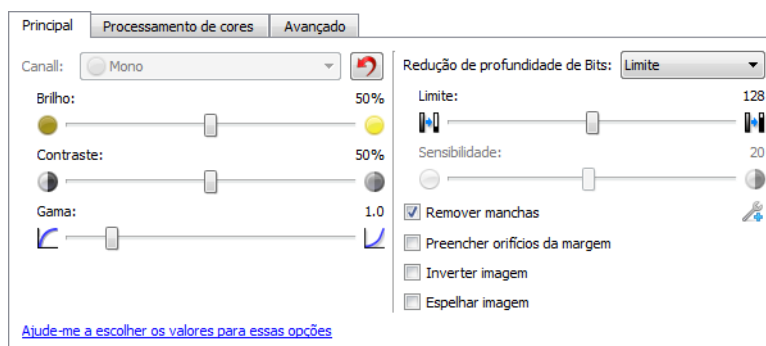 Principal
Processamento de cores
Avançado
Canall:
Mono
Brilho:
50%
Contraste:
50%
Gama:
1.0
Ajude-me a escolher os valores para essas opções
Redução de profundidade de Bits:
Limite
Limite:
128
Sensibilidade:
20
Remover manchas
Preencher orifícios da margem
Inverter imagem
Espelhar imagem